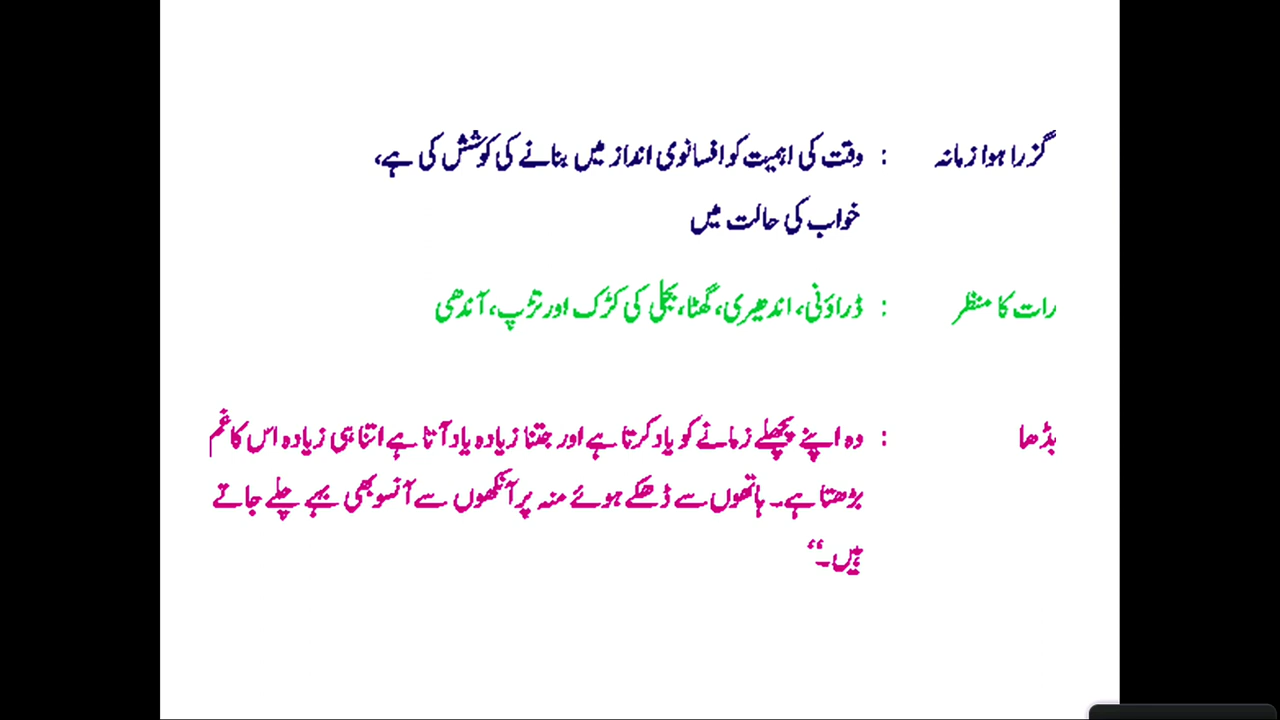 گزرا ہوا زمانہ : وقت کی اہمیت کو افسانوی انداز میں بنانے کی کوشش کی ہے،
خواب کی حالت میں
رات کا منظر : ڈراؤنی، اندھیری، گھٹا، بجلی کی کڑک اور تڑپ، آندھی
بڈھا : وہ اپنے پچھلے زمانے کو یاد کرتا ہے اور جتنا زیادہ یاد آتا ہے اتنا ہی زیادہ اس کا غم
بڑھتا ہے۔ ہاتھوں سے ڈھکے ہوئے منہ پر آنکھوں سے آنسو بھی بہے چلے جاتے
ہیں۔“